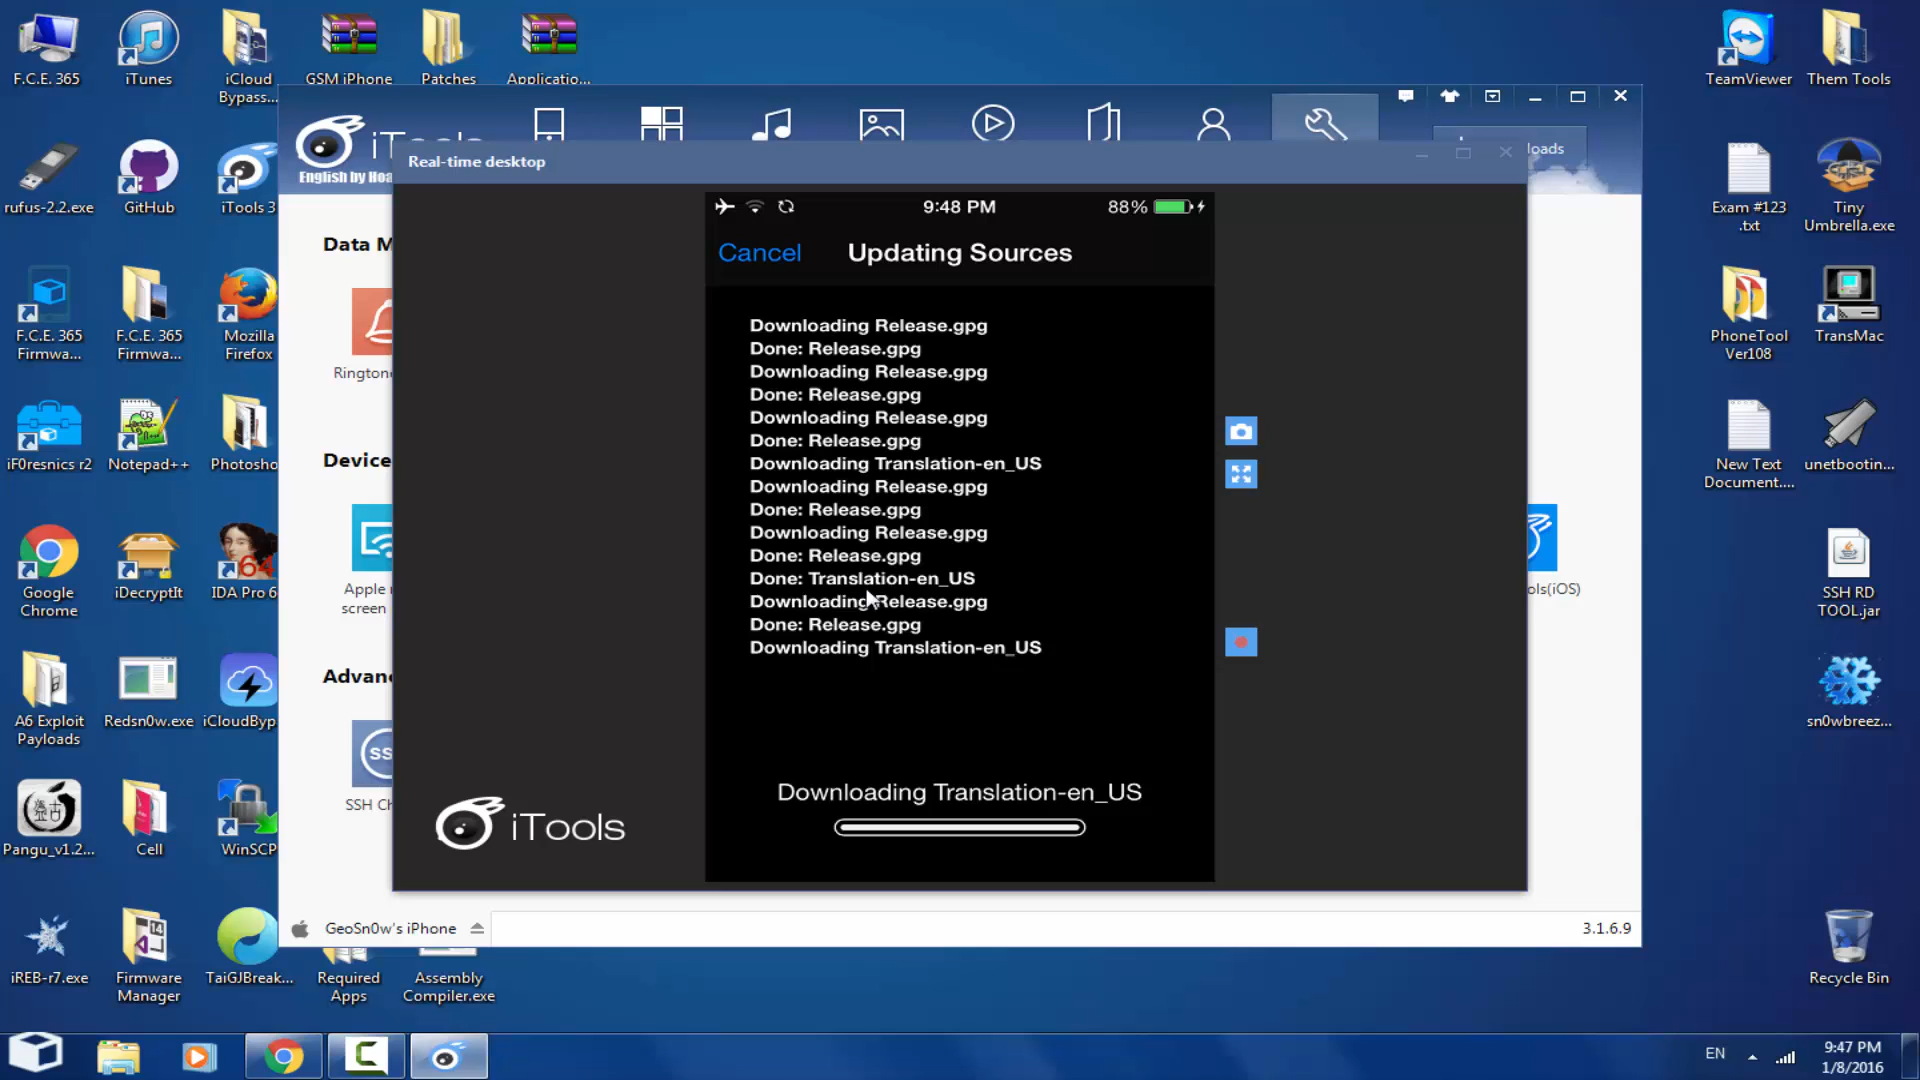 F.C.E. 365
iTunes
iCloud
Bypass...
GSM iPhone
Patches
Applicatio...
TeamViewer
Them Tools
iTools
English by Hoa
loads
Real-time desktop
rufus-2.2.exe
GitHub
iTools 3
Exam #123
.txt
Tiny
Umbrella.exe
9:48 PM
88%
Cancel
Updating Sources
Data M
Downloading Release.gpg
Done: Release.gpg
Downloading Release.gpg
Done: Release.gpg
Downloading Release.gpg
Done: Release.gpg
Downloading Translation-en_US
Downloading Release.gpg
Done: Release.gpg
Downloading Release.gpg
Done: Release.gpg
Done: Translation-en_US
Downloading Release.gpg
Done: Release.gpg
Downloading Translation-en_US
Downloading Translation-en_US
F.C.E. 365
Firmwa...
F.C.E. 365
Firmwa...
Mozilla
Firefox
Ringtone
PhoneTool
Ver108
TransMac
iF0resnics r2
Notepad++
Photosho
Device
New Text
Document....
unetbootin...
Google
Chrome
iDecryptIt
64
IDA Pro 6
Apple
screen
ols(iOS)
SSH RD
TOOL.jar
Advan
A6 Exploit
Payloads
Redsn0w.exe
iCloudByp
sn0wbreez...
SS
SSH Ch
iTools
Pangu_v1.2...
Cell
WinSCP
GeoSn0w's iPhone
3.1.6.9
iREB-r7.exe
14
Firmware
Manager
TaiGJBreak...
Required
Apps
Assembly
Compiler.exe
Recycle Bin
EN
9:47 PM
1/8/2016